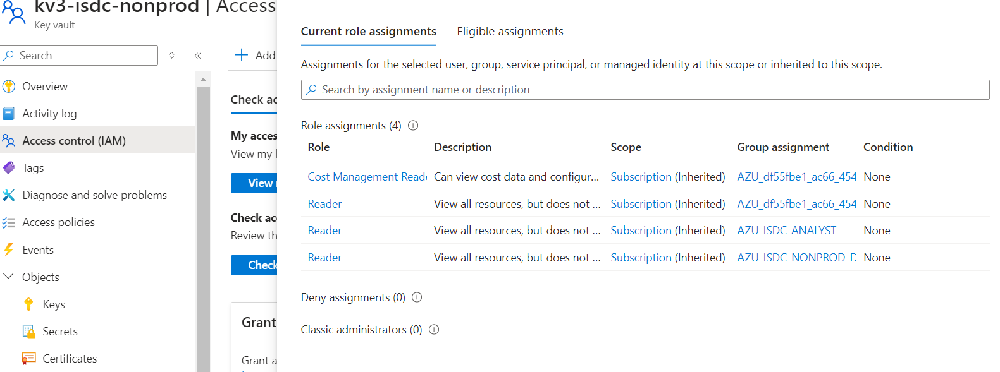 kv3-isdc-nonprod | Access
Key vault
Search
Overview
Activity log
Access control (IAM)
Tags
Diagnose and solve problems
Access policies
Events
Objects
Keys
Secrets
Certificates
Add
Check ac
My acces
View my
View
Check acc
Review th
Check
Grant
Grant a
Current role assignments Eligible assignments
Assignments for the selected user, group, service principal, or managed identity at this scope or inherited to this scope.
Search by assignment name or description
Role assignments (4)
Role Description Scope Group assignment Condition
Cost Management Reade Can view cost data and configur... Subscription (Inherited) AZU_df55fbe1_ac66_454 None
Reader View all resources, but does not ... Subscription (Inherited) AZU_df55fbe1_ac66_454 None
Reader View all resources, but does not ... Subscription (Inherited) AZU_ISDC_ANALYST None
Reader View all resources, but does not ... Subscription (Inherited) AZU_ISDC_NONPROD_D None
Deny assignments (0)
Classic administrators (0)